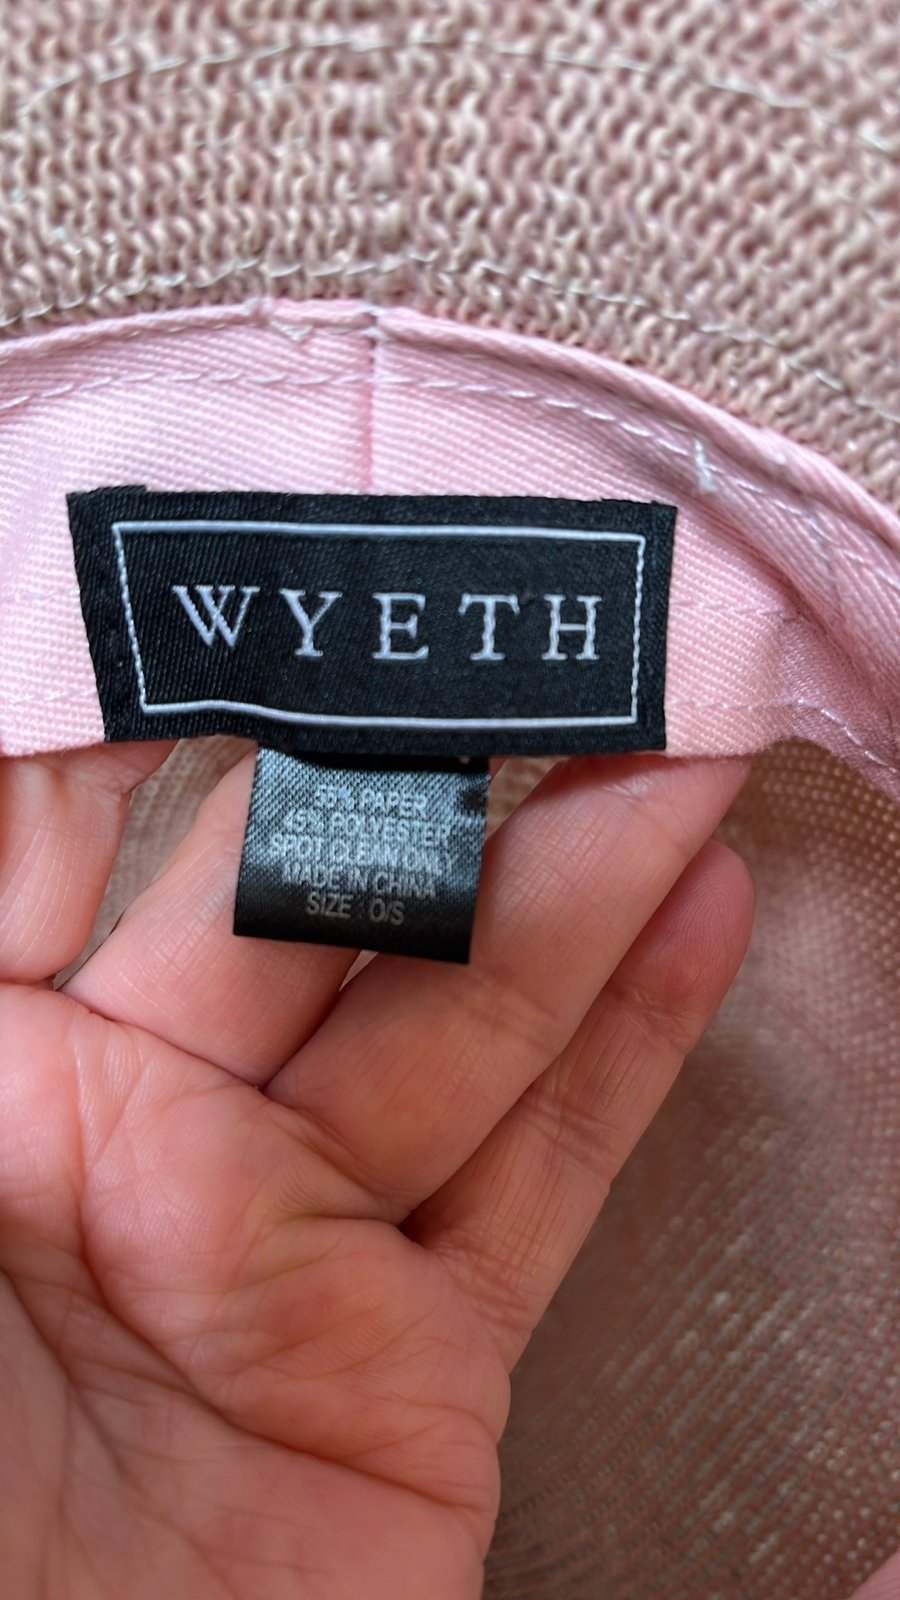 WYETH
55% PAPER
45% POLYESTER
SPOT CLEAN ONLY
MADE IN CHINA
SIZE O/S